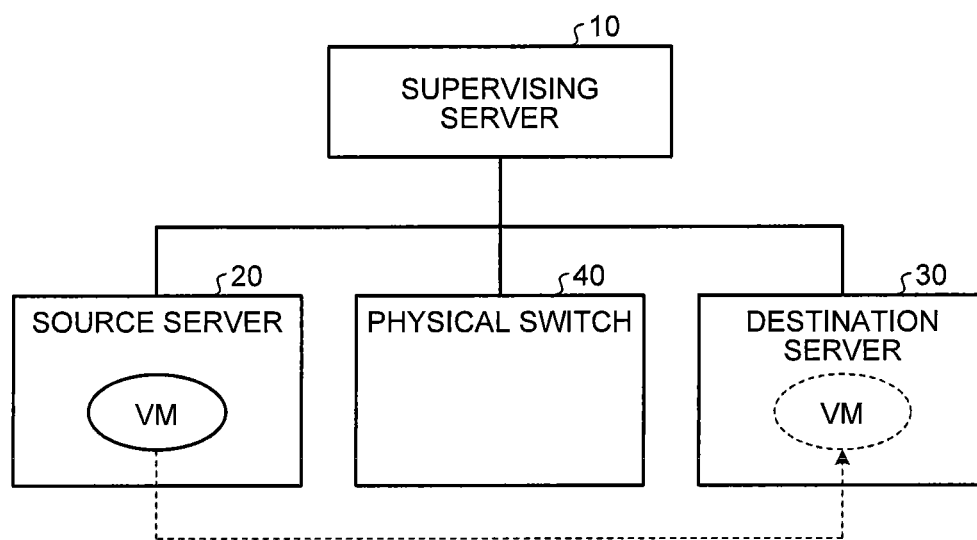 10
SUPERVISING
SERVER
20
SOURCE SERVER
VM
40
PHYSICAL SWITCH
30
DESTINATION
SERVER
VM